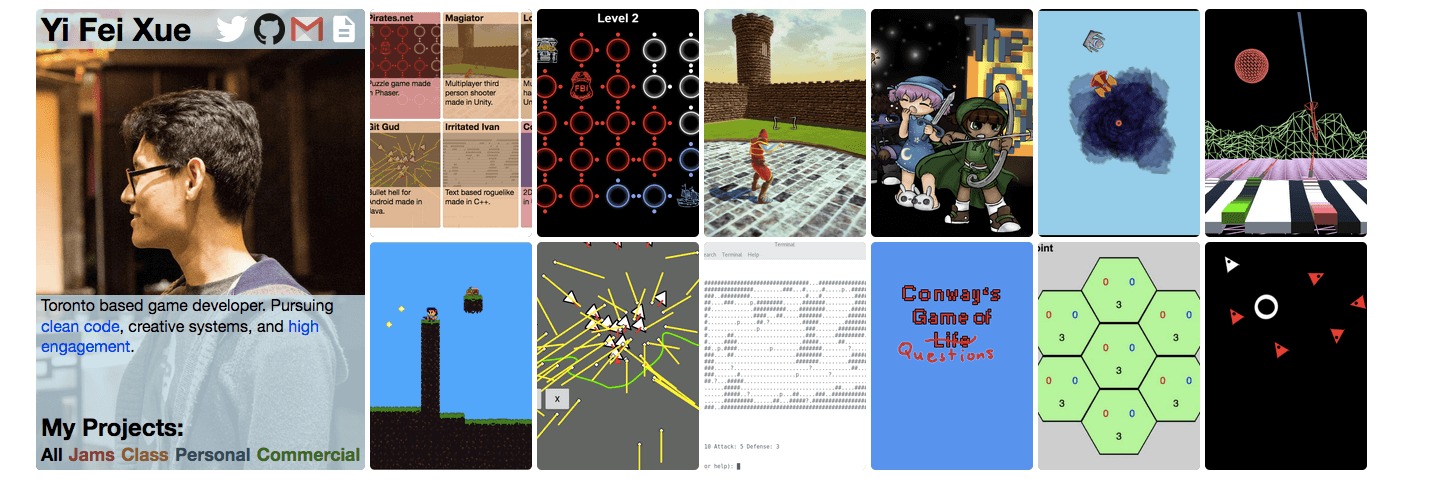 Yi Fei Xue
Toronto based game developer. Pursuing
clean code, creative systems, and high
engagement.
My Projects:
All Jams Class Personal Commercial
Pirates.net
Puzzle game made
in Phaser.
Magiator
Multiplayer third
person shooter
made in Unity.
Git Gud
Bullet hell for
Android made in
Java.
Irritated Ivan
Text based roguelike
made in C++.
Level 2
FBI
The
X
Terminal
Terminal Help
10 Attack: 5 Defense: 3
or help):
Conway's
Game of
Life
Questions
oint
0 0
3
0 0
3
0 0
3
0 0
3
0 0
3
0 0
3
0 0
3